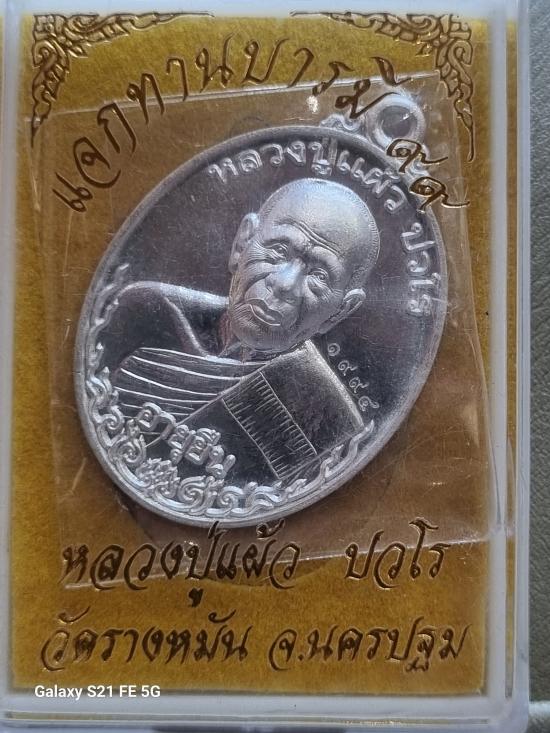 แจกทานบารมี ๙๙
หลวงปู่แผ้ว ปวโร
๑๙๙๔
อายุยืน
หลวงปู่แผ้ว ปวโร
วัดรางหมัน จ.นครปฐม
Galaxy S21 FE 5G